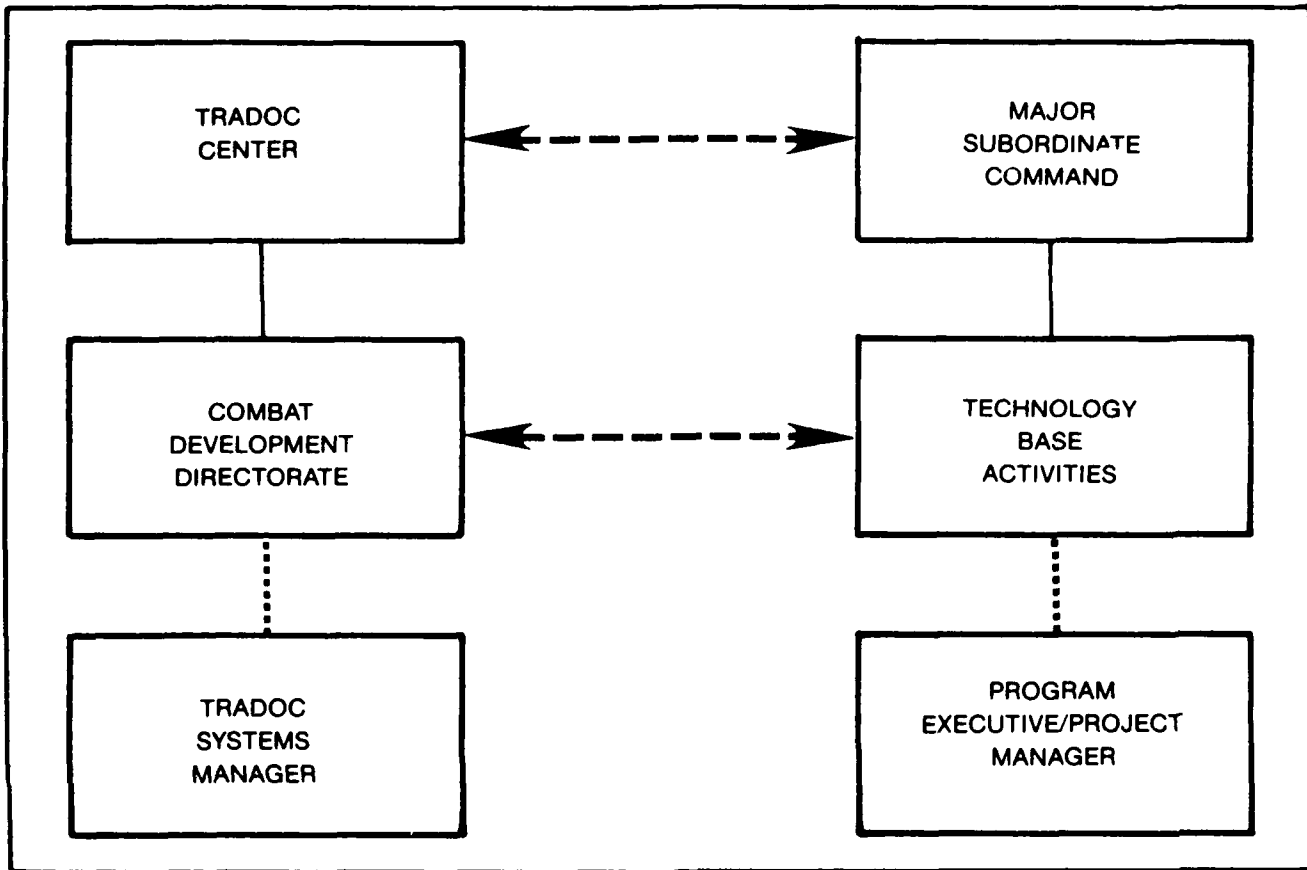 TRADOC
CENTER
MAJOR
SUBORDINATE
COMMAND
COMBAT
DEVELOPMENT
DIRECTORATE
TECHNOLOGY
BASE
ACTIVITIES
TRADOC
SYSTEMS
MANAGER
PROGRAM
EXECUTIVE/PROJECT
MANAGER